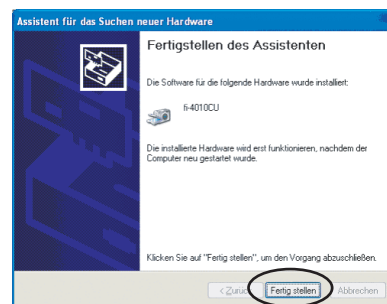 Assistent für das Suchen neuer Hardware
Fertigstellen des Assistenten
Die Software für die folgende Hardware wurde installiert:
fi-4010CU
Die installierte Hardware wird erst funktionieren, nachdem der
Computer neu gestartet wurde.
Klicken Sie auf "Fertig stellen", um den Vorgang abzuschließen.
< Zurück Fertig stellen Abbrechen